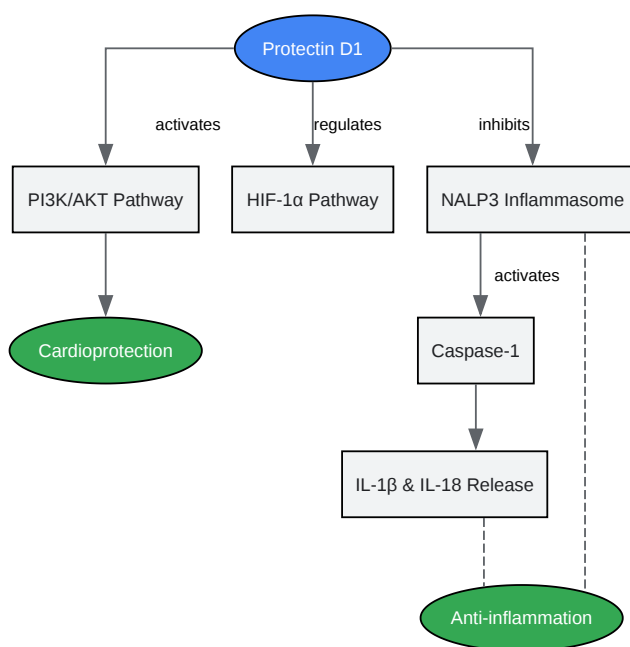 Protectin D1
activates
regulates
inhibits
PI3K/AKT Pathway
HIF-1α Pathway
NALP3 Inflammasome
activates
Cardioprotection
Caspase-1
IL-1β & IL-18 Release
Anti-inflammation